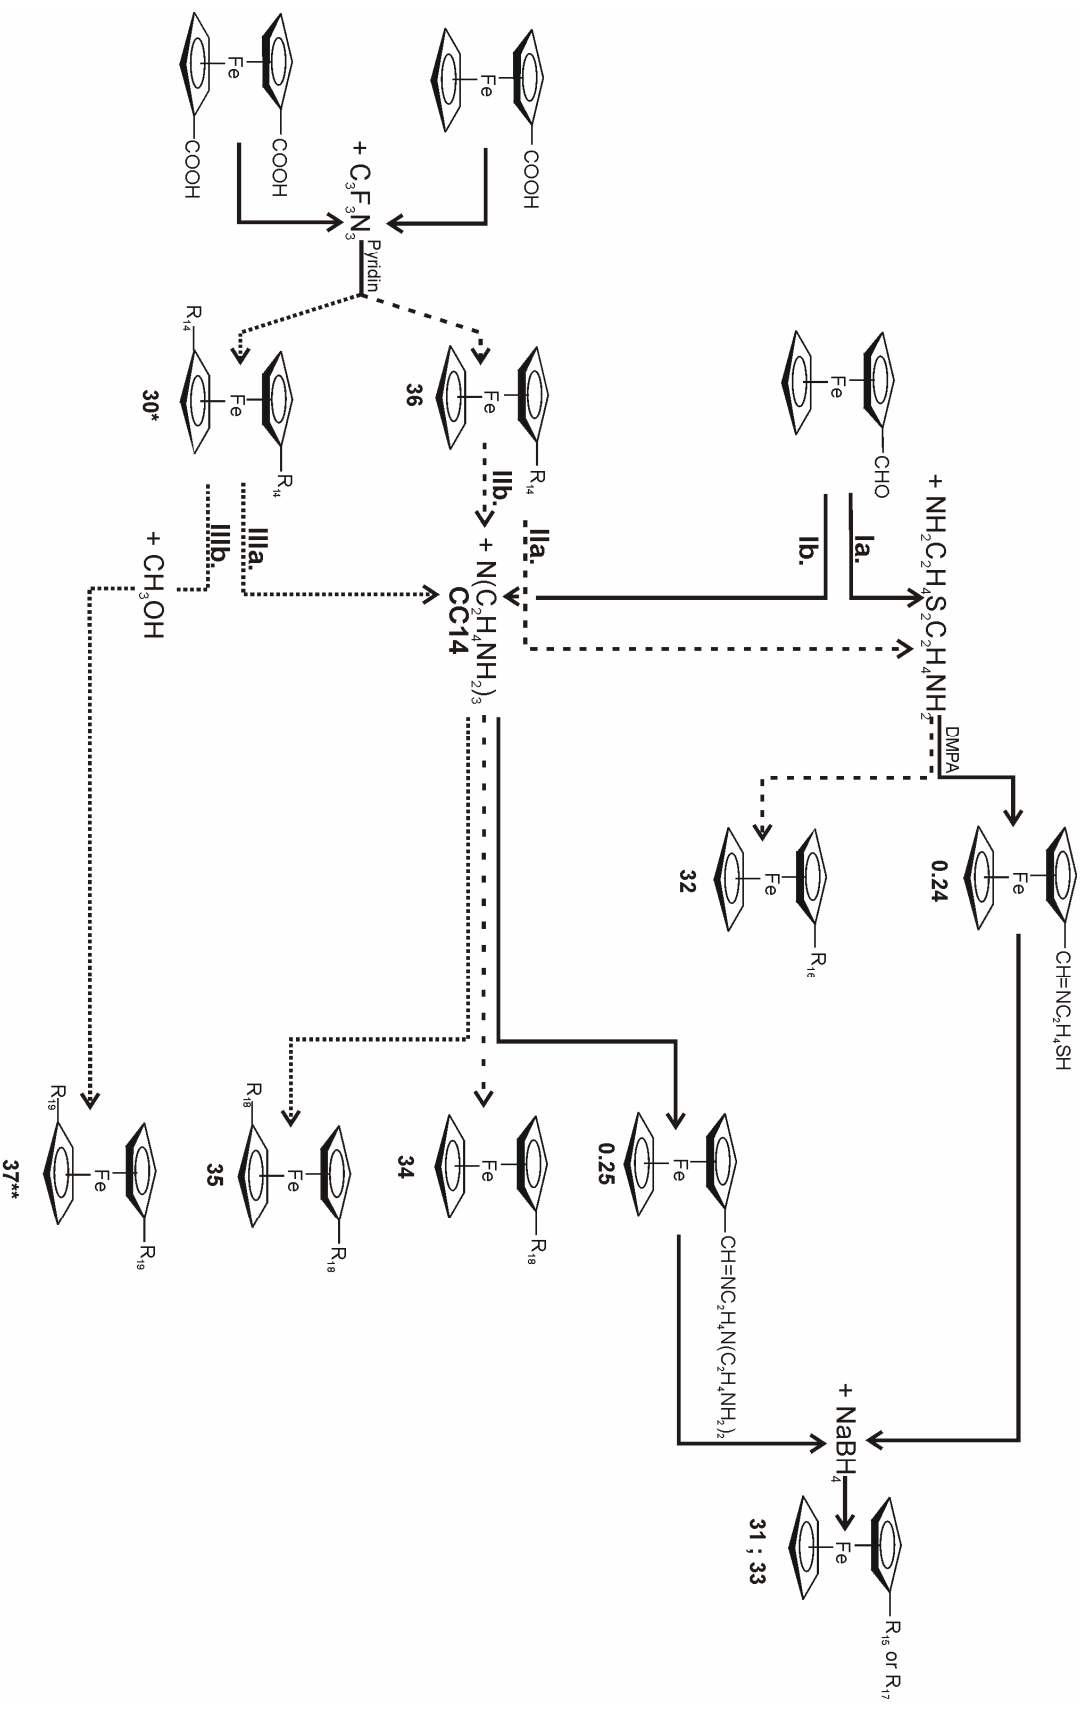 + NH₂C₂H₄S₂C₂H₄NH₂
DMPA
Fe
CH=NC₂H₄SH
0.24
Fe
CHO
Ia.
Ib.
Fe
R₁₆
32
+ NaBH₄
Fe
R₁₅ or R₁₇
31 ; 33
Fe
CH=NC₂H₄N(C₂H₄NH₂)₂
0.25
Fe
COOH
Fe
R₁₄
36
IIa.
IIb.
+ N(C₂H₄NH₂)₃
CC14
Fe
R₁₈
34
+ C₃F₃N₃
Pyridin
Fe
COOH
COOH
Fe
R₁₄
R₁₄
30*
IIIa.
IIIb.
+ CH₃OH
Fe
R₁₈
R₁₈
35
Fe
R₁₉
R₁₉
37**